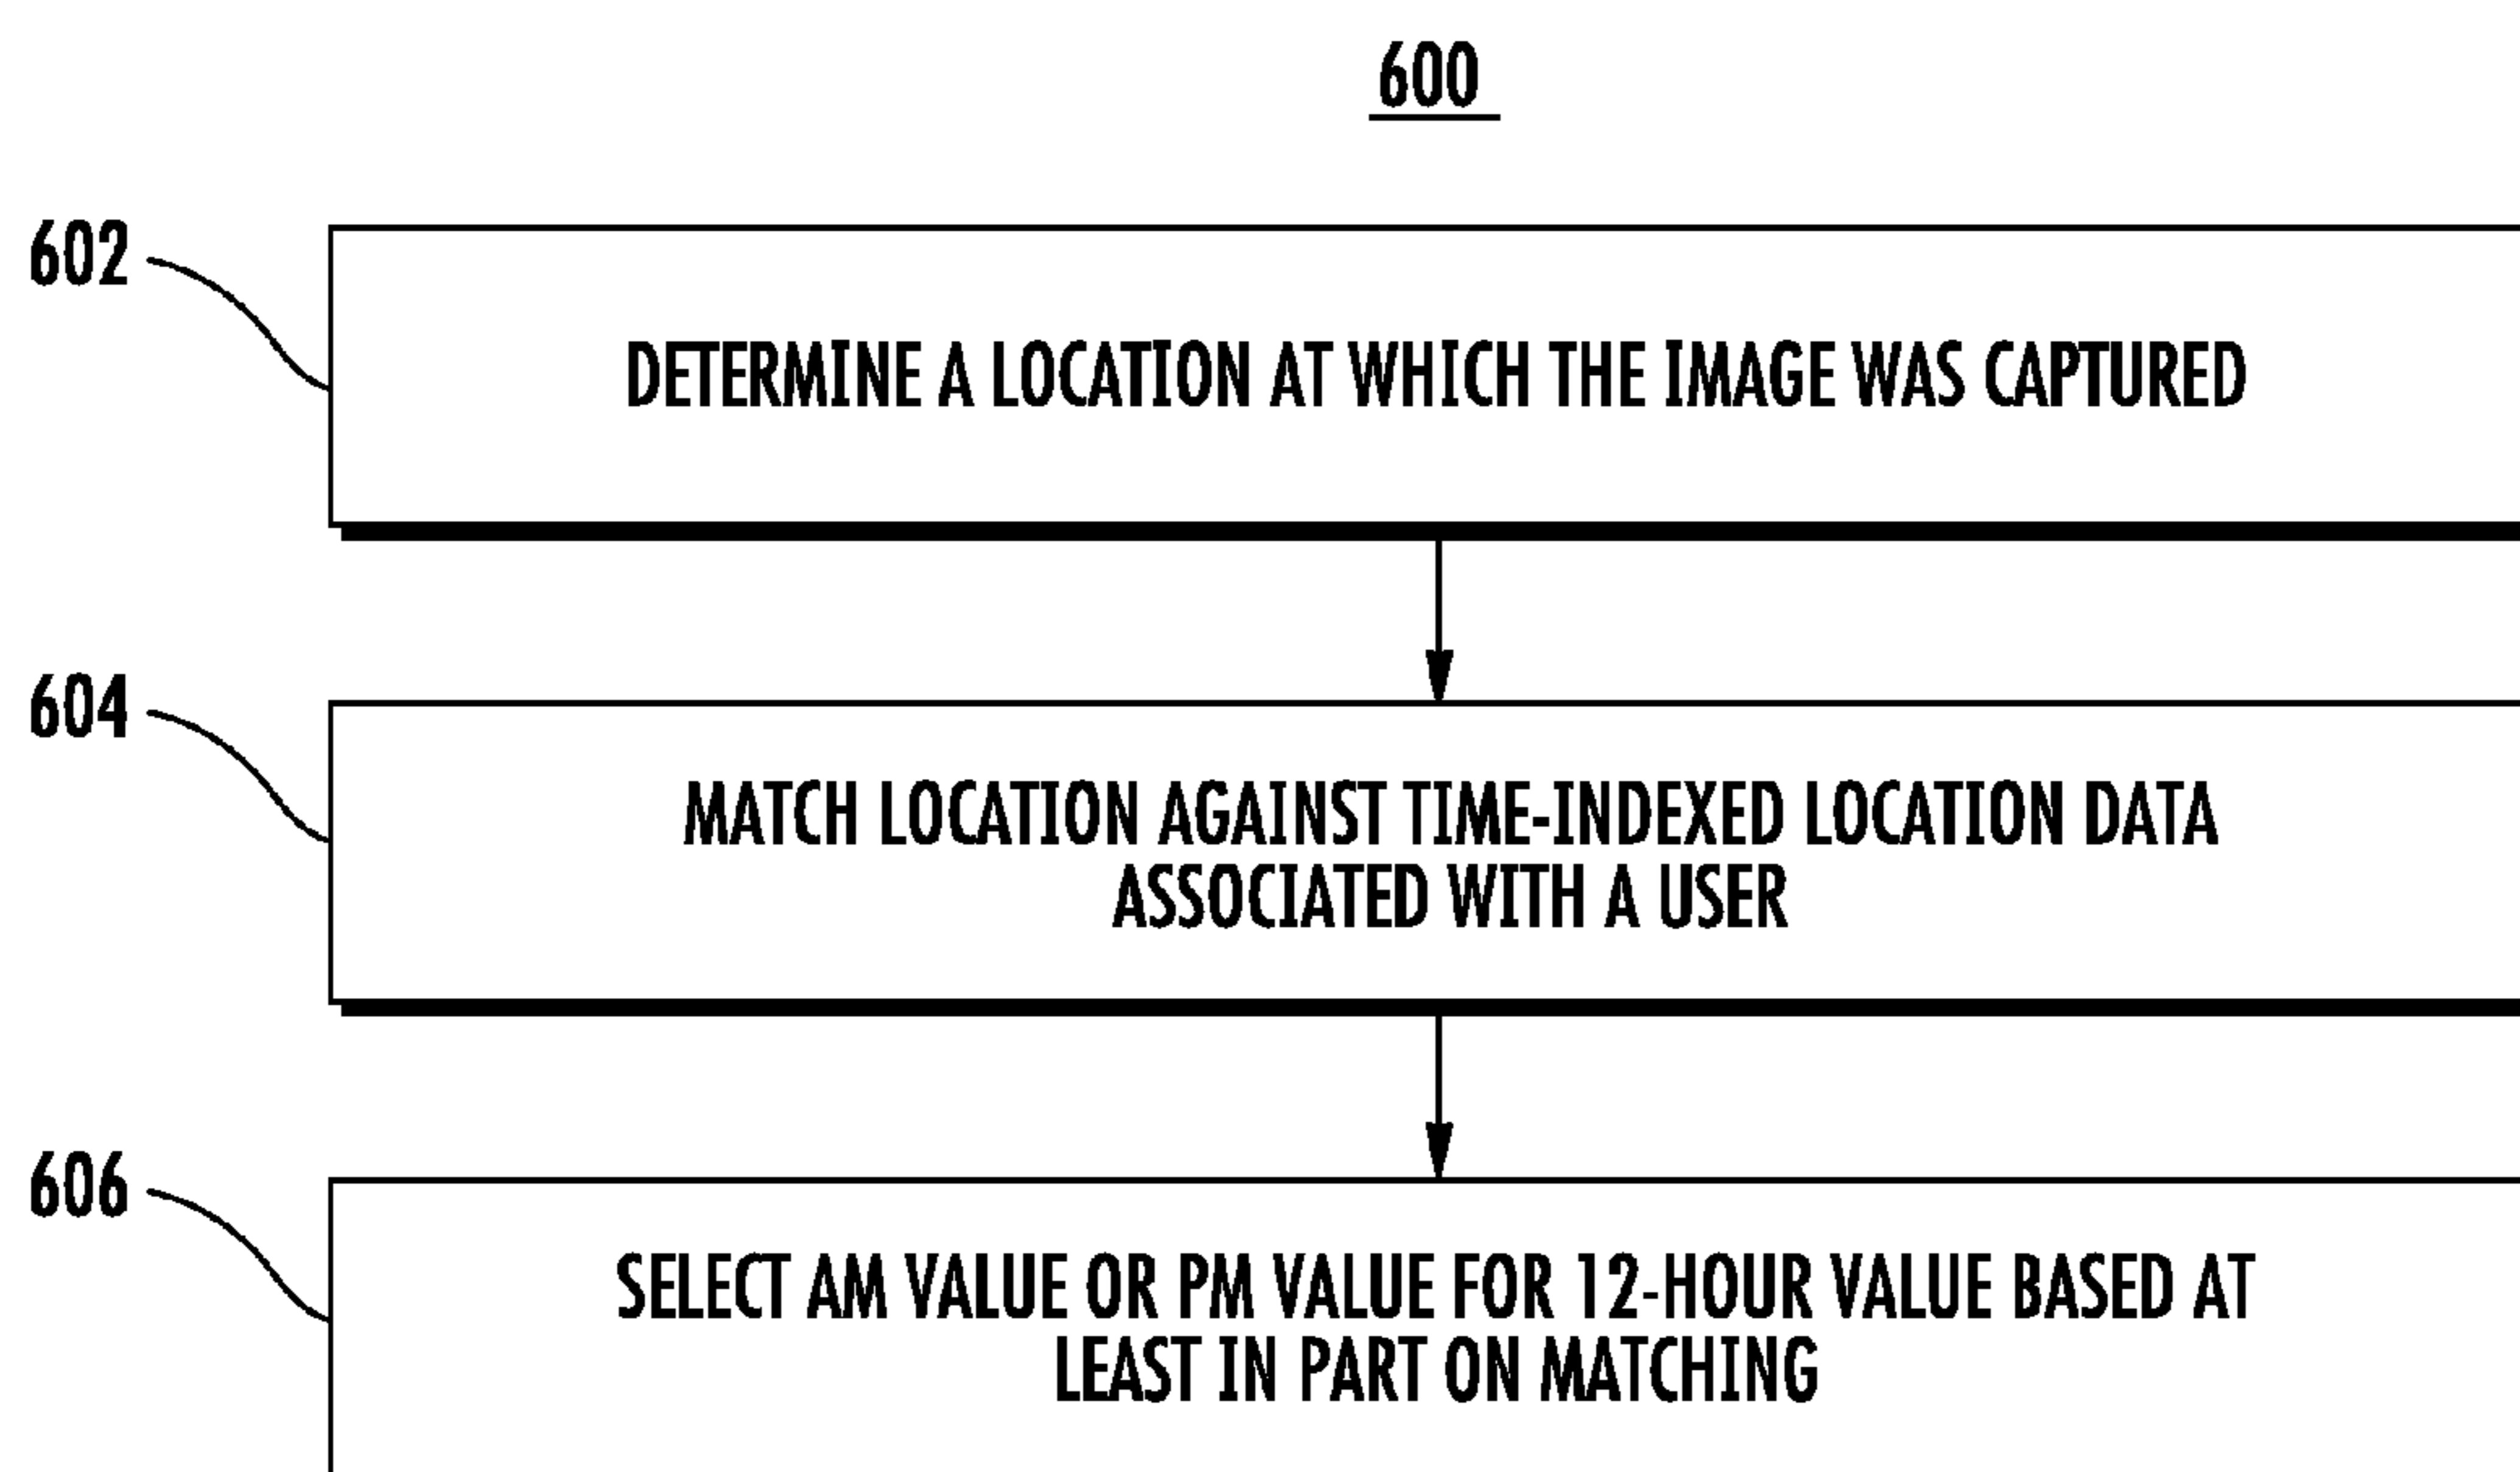 600
602
DETERMINE A LOCATION AT WHICH THE IMAGE WAS CAPTURED
604
MATCH LOCATION AGAINST TIME-INDEXED LOCATION DATA
ASSOCIATED WITH A USER
606
SELECT AM VALUE OR PM VALUE FOR 12-HOUR VALUE BASED AT
LEAST IN PART ON MATCHING